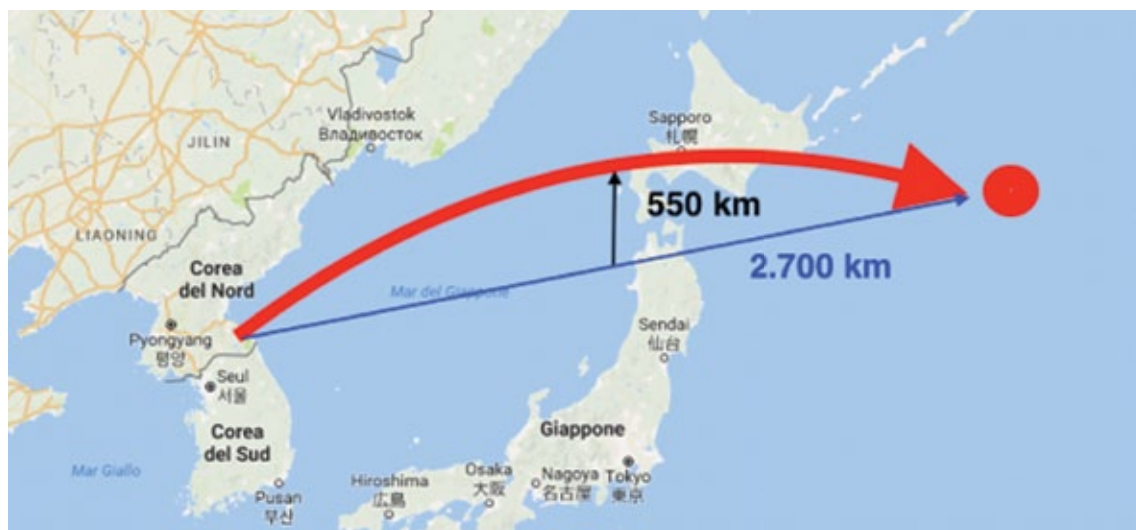 Vladivostok
Владивосток
JILIN
Sapporo
札幌
550 km
LIAONING
Corea
del Nord
2.700 km
Mar del Giappone
Pyongyang
평양
Sendai
仙台
Seul
서울
Corea
del Sud
Giappone
Mar Giallo
Pusan
부산
Hiroshima
広島
Osaka
大阪
Nagoya
名古屋
Tokyo
東京